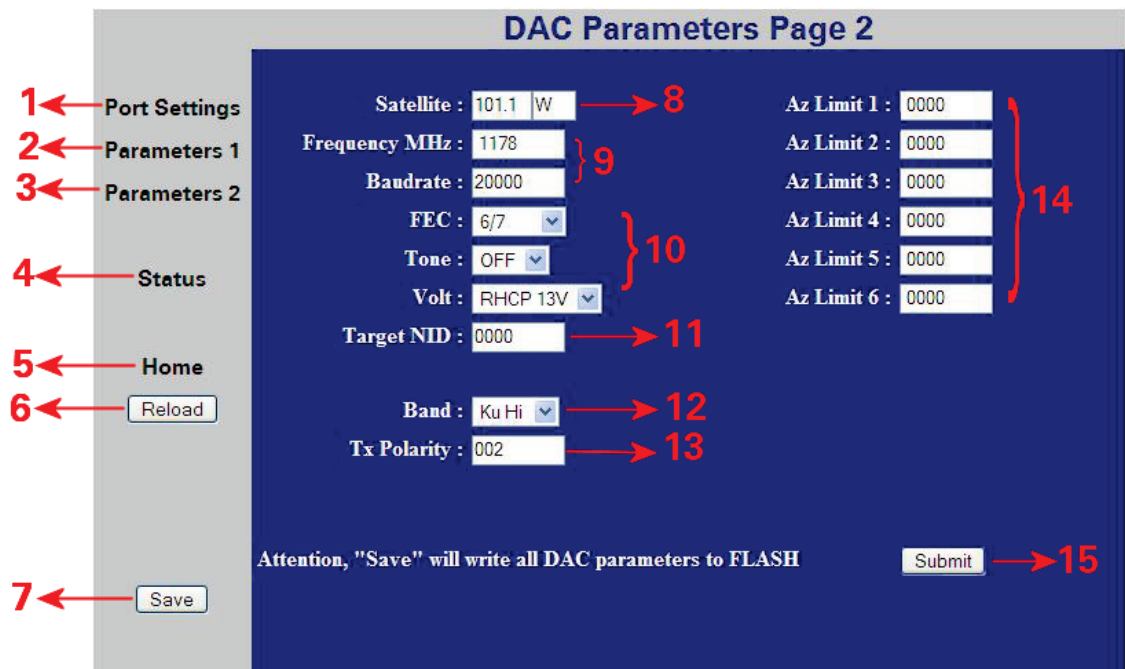 DAC Parameters Page 2
1 Port Settings
2 Parameters 1
3 Parameters 2
4 Status
5 Home
6 Reload
7 Save
Satellite : 101.1 W 8
Frequency MHz : 1178
9
Baudrate : 20000
FEC : 6/7
Tone : OFF
10
Volt : RHCP 13V
Target NID : 0000 11
Band : Ku Hi 12
Tx Polarity : 002 13
Az Limit 1 : 0000
Az Limit 2 : 0000
Az Limit 3 : 0000
14
Az Limit 4 : 0000
Az Limit 5 : 0000
Az Limit 6 : 0000
Attention, "Save" will write all DAC parameters to FLASH
Submit 15